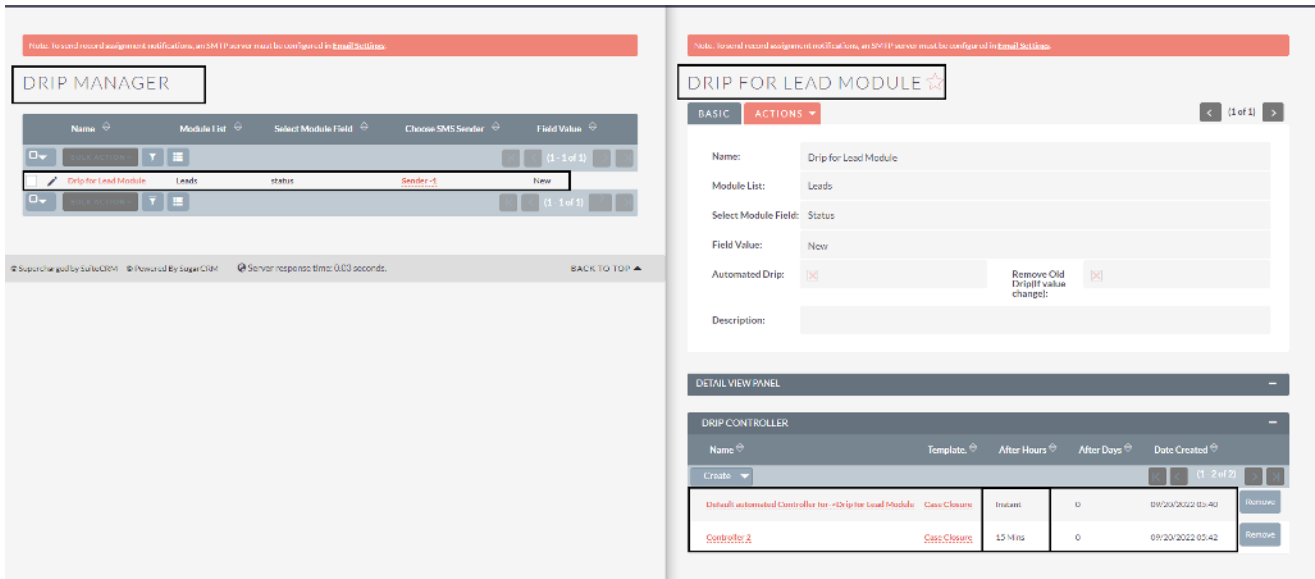 Note: To send record assignment notifications, an SMTP server must be configured in Email Settings.
DRIP MANAGER
Name Module List Select Module Field Choose SMS Sender Field Value
BULK ACTION (1 - 1 of 1)
Drip for Lead Module Leads status Sender -1 New
BULK ACTION (1 - 1 of 1)
© Supercharged by SuiteCRM © Powered By SugarCRM Server response time: 0.03 seconds. BACK TO TOP
Note: To send record assignment notifications, an SMTP server must be configured in Email Settings.
DRIP FOR LEAD MODULE
BASIC ACTIONS (1 of 1)
Name: Drip for Lead Module
Module List: Leads
Select Module Field: Status
Field Value: New
Automated Drip: Remove Old
Drip(If value
change):
Description:
DETAIL VIEW PANEL
DRIP CONTROLLER
Name Template. After Hours After Days Date Created
Create (1 - 2 of 2)
Default automated Controller for->Drip for Lead Module Case Closure Instant 0 09/20/2022 05:40 Remove
Controller 2 Case Closure 15 Mins 0 09/20/2022 05:42 Remove